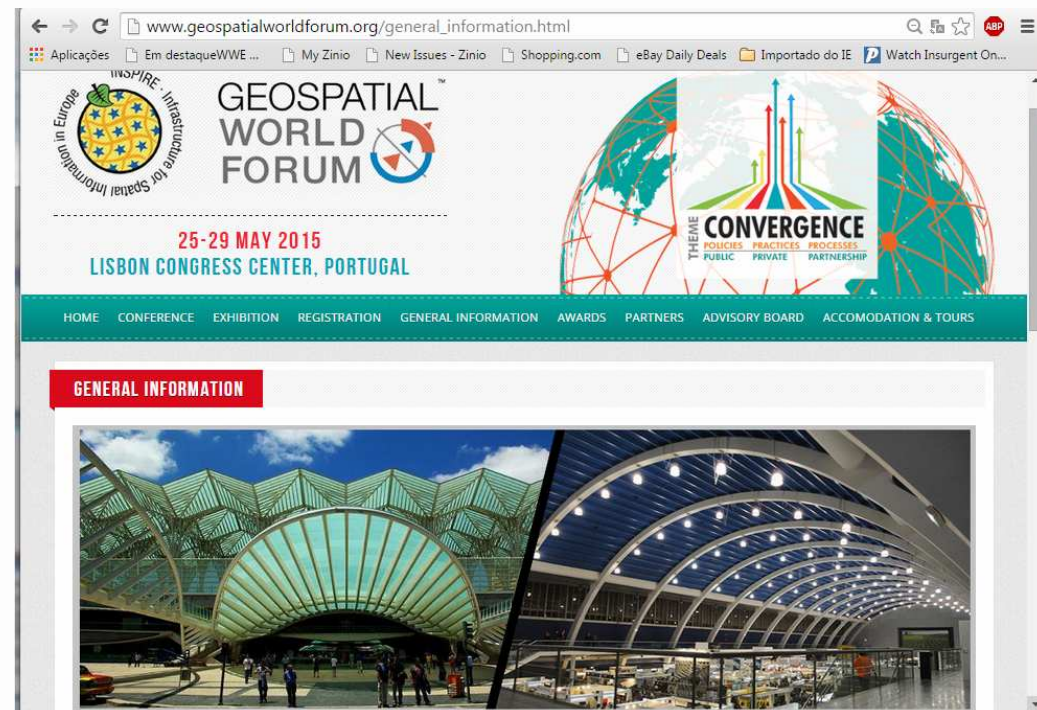 www.geospatialworldforum.org/general_information.html
ABP
Aplicações Em destaqueWWE ... My Zinio New Issues - Zinio Shopping.com eBay Daily Deals Importado do IE Watch Insurgent On...
INSPIRE · Infrastructure for Spatial Information in Europe
GEOSPATIAL™
WORLD
FORUM
25-29 MAY 2015
LISBON CONGRESS CENTER, PORTUGAL
THEME
CONVERGENCE
POLICIES PRACTICES PROCESSES
PUBLIC PRIVATE PARTNERSHIP
HOME CONFERENCE EXHIBITION REGISTRATION GENERAL INFORMATION AWARDS PARTNERS ADVISORY BOARD ACCOMODATION & TOURS
GENERAL INFORMATION